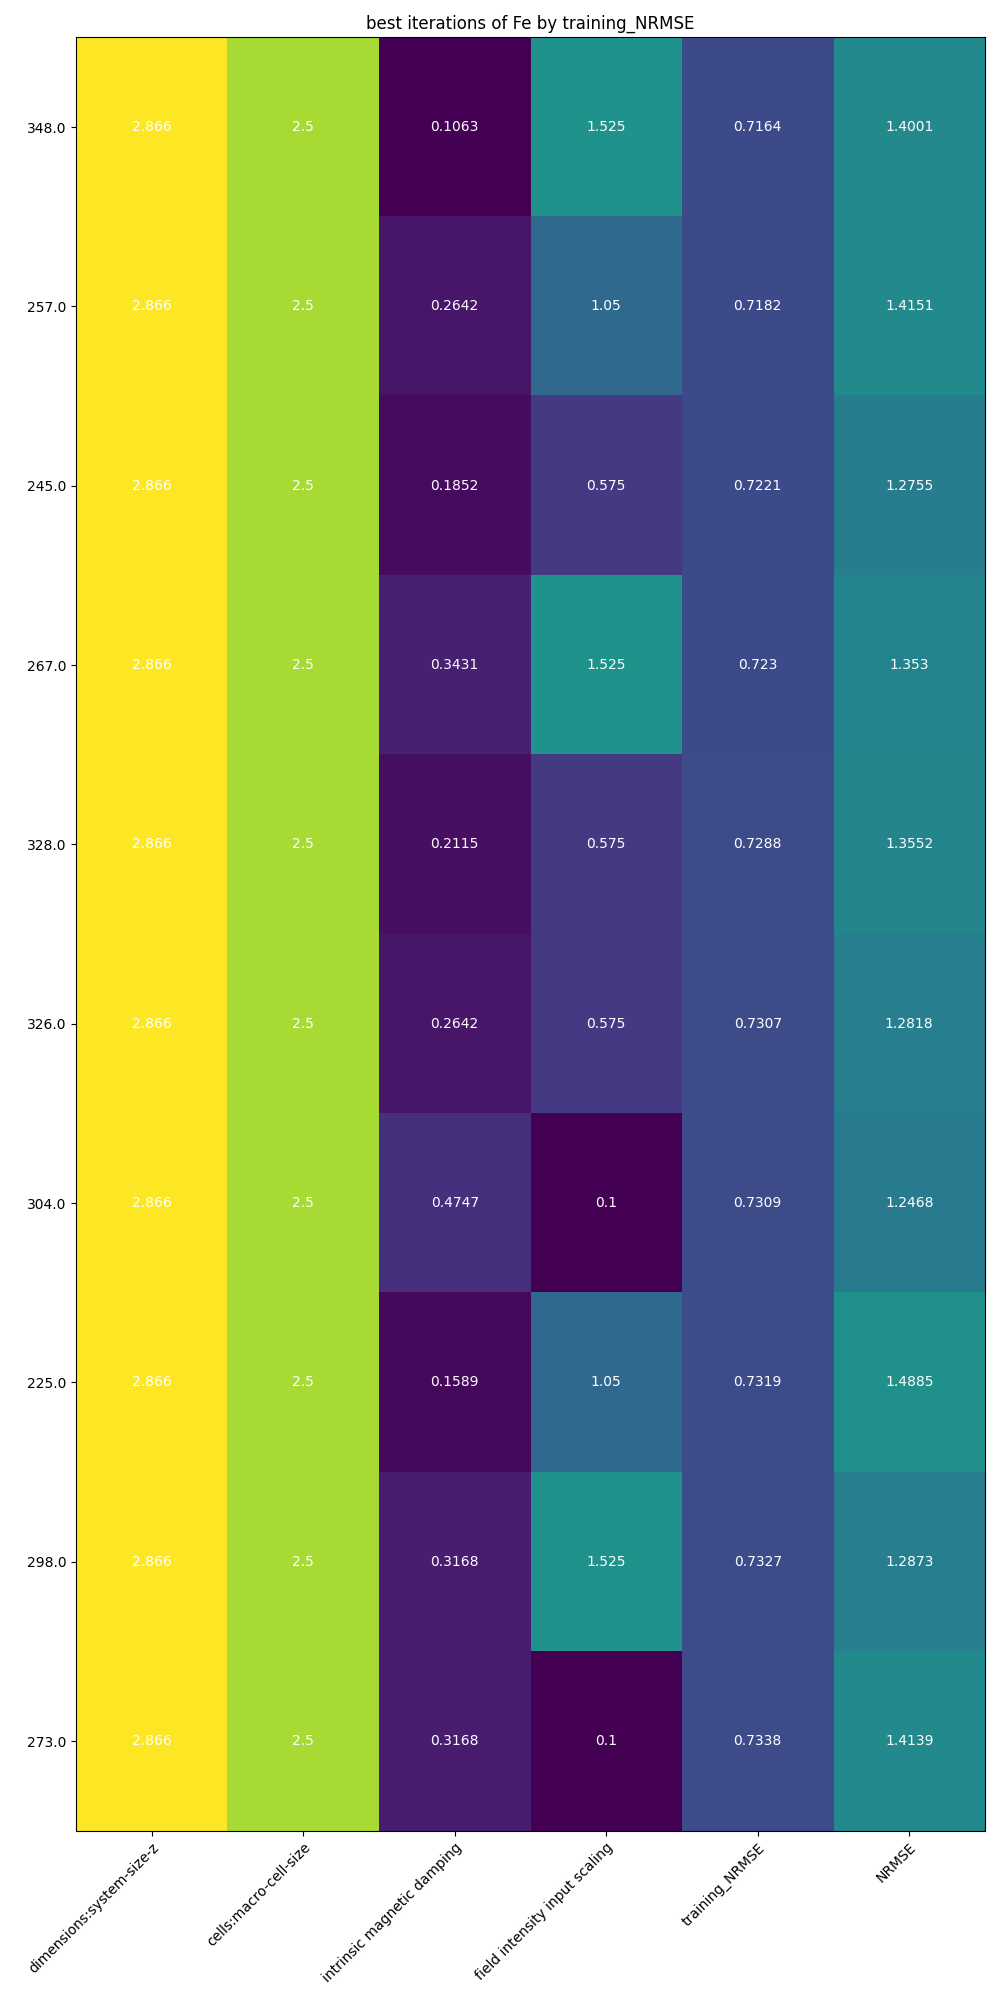 best iterations of Fe by training_NRMSE
348.0 2.866 2.5 0.1063 1.525 0.7164 1.4001
257.0 2.866 2.5 0.2642 1.05 0.7182 1.4151
245.0 2.866 2.5 0.1852 0.575 0.7221 1.2755
267.0 2.866 2.5 0.3431 1.525 0.723 1.353
328.0 2.866 2.5 0.2115 0.575 0.7288 1.3552
326.0 2.866 2.5 0.2642 0.575 0.7307 1.2818
304.0 2.866 2.5 0.4747 0.1 0.7309 1.2468
225.0 2.866 2.5 0.1589 1.05 0.7319 1.4885
298.0 2.866 2.5 0.3168 1.525 0.7327 1.2873
273.0 2.866 2.5 0.3168 0.1 0.7338 1.4139
dimensions:system-size-z
cells:macro-cell-size
intrinsic magnetic damping
field intensity input scaling
training_NRMSE
NRMSE